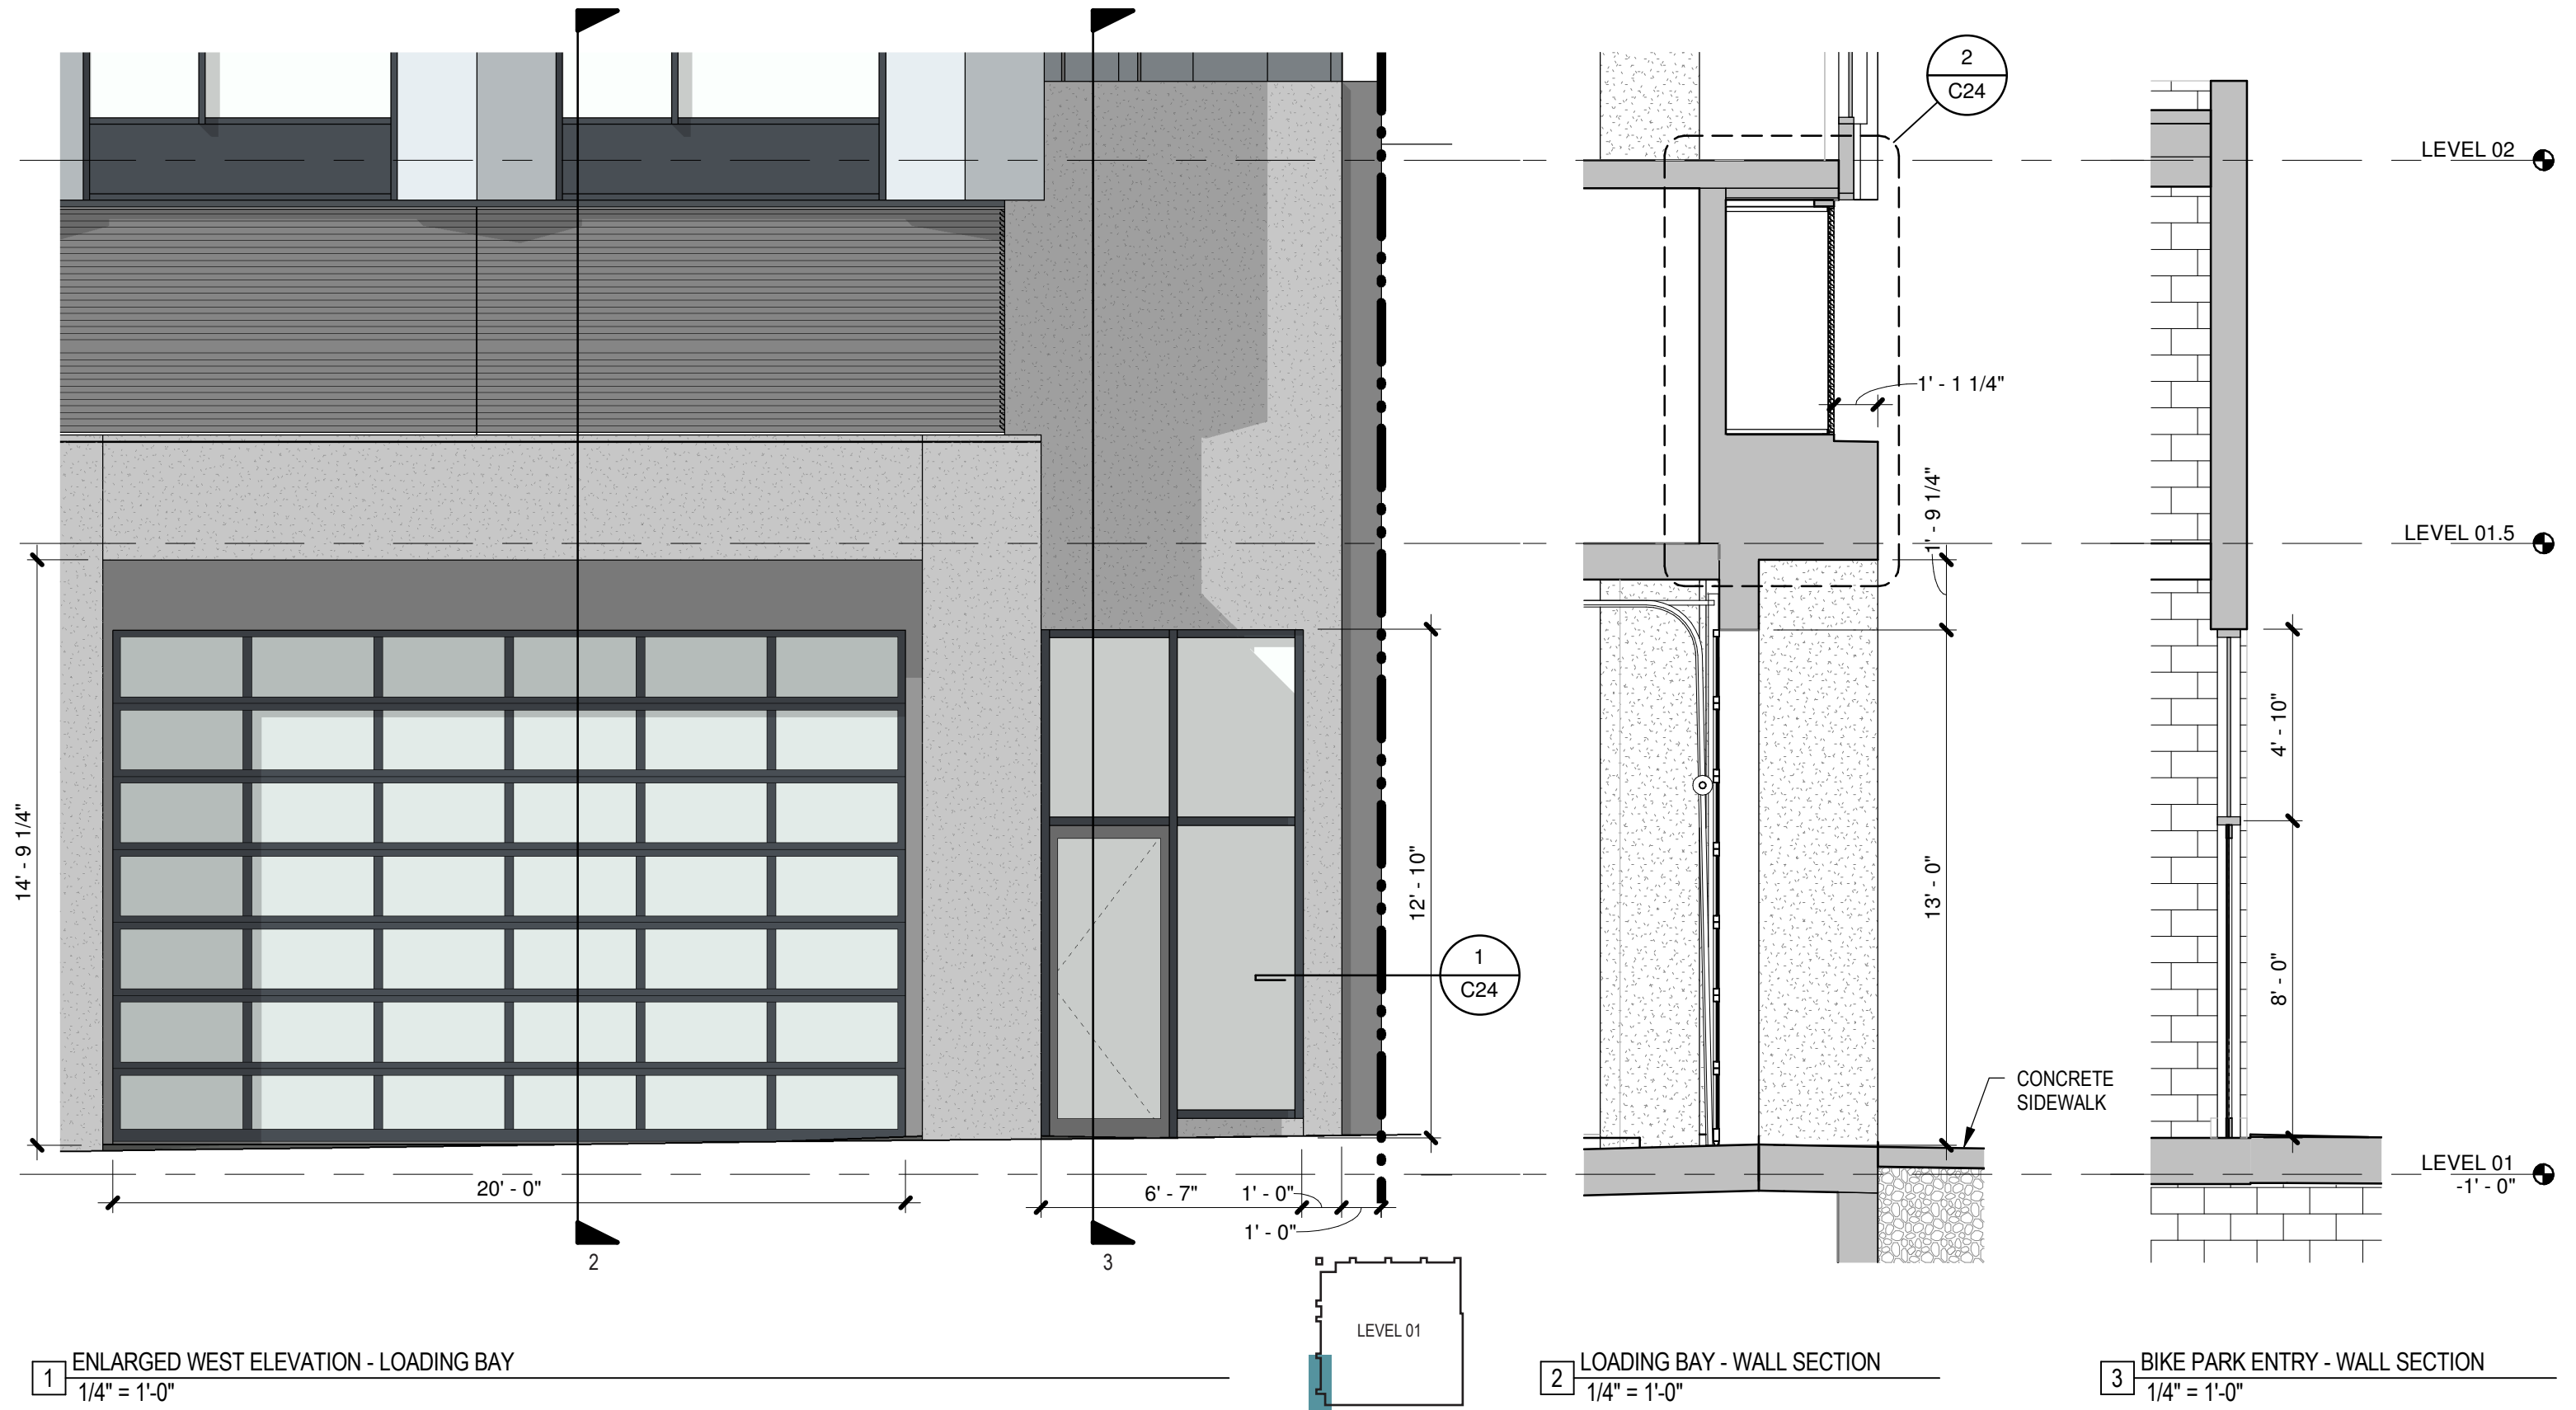 2
C24
LEVEL 02
1' - 1 1/4"
1' - 9 1/4"
LEVEL 01.5
4' - 10"
14' - 9 1/4"
12' - 10"
13' - 0"
1
C24
8' - 0"
CONCRETE
SIDEWALK
LEVEL 01
-1' - 0"
20' - 0"
6' - 7"
1' - 0"
1' - 0"
2
3
LEVEL 01
1
ENLARGED WEST ELEVATION - LOADING BAY
1/4" = 1'-0"
2
LOADING BAY - WALL SECTION
1/4" = 1'-0"
3
BIKE PARK ENTRY - WALL SECTION
1/4" = 1'-0"